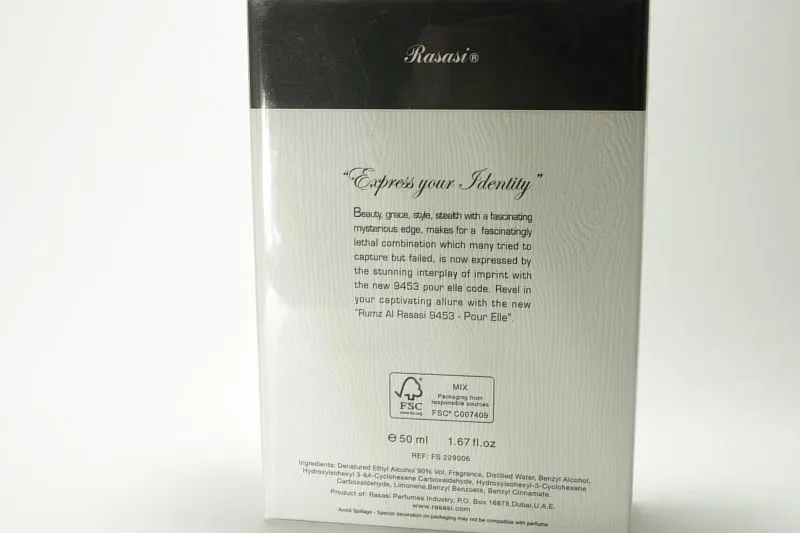 Rasasi®
"Express your Identity"
Beauty, grace, style, stealth with a fascinating
mysterious edge, makes for a fascinatingly
lethal combination which many tried to
capture but failed, is now expressed by
the stunning interplay of imprint with
the new 9453 pour elle code. Revel in
your captivating allure with the new
"Rumz Al Rasasi 9453 - Pour Elle".
MIX
Packaging from
responsible sources
FSC® C007409
FSC
www.fsc.org
℮ 50 ml 1.67 fl.oz
REF: FS 229006
Ingredients: Denatured Ethyl Alcohol 90% Vol, Fragrance, Distilled Water, Benzyl Alcohol,
Hydroxyisohexyl 3-&4-Cyclohexene Carboxaldehyde, Hydroxyisohexyl-3-Cyclohexene
Carboxaldehyde, Limonene,Benzyl Benzoate, Benzyl Cinnamate.
Product of: Rasasi Perfumes Industry, P.O. Box 16878,Dubai,U.A.E.
www.rasasi.com
Avoid Spillage - Special decoration on packaging may not be compatible with perfume